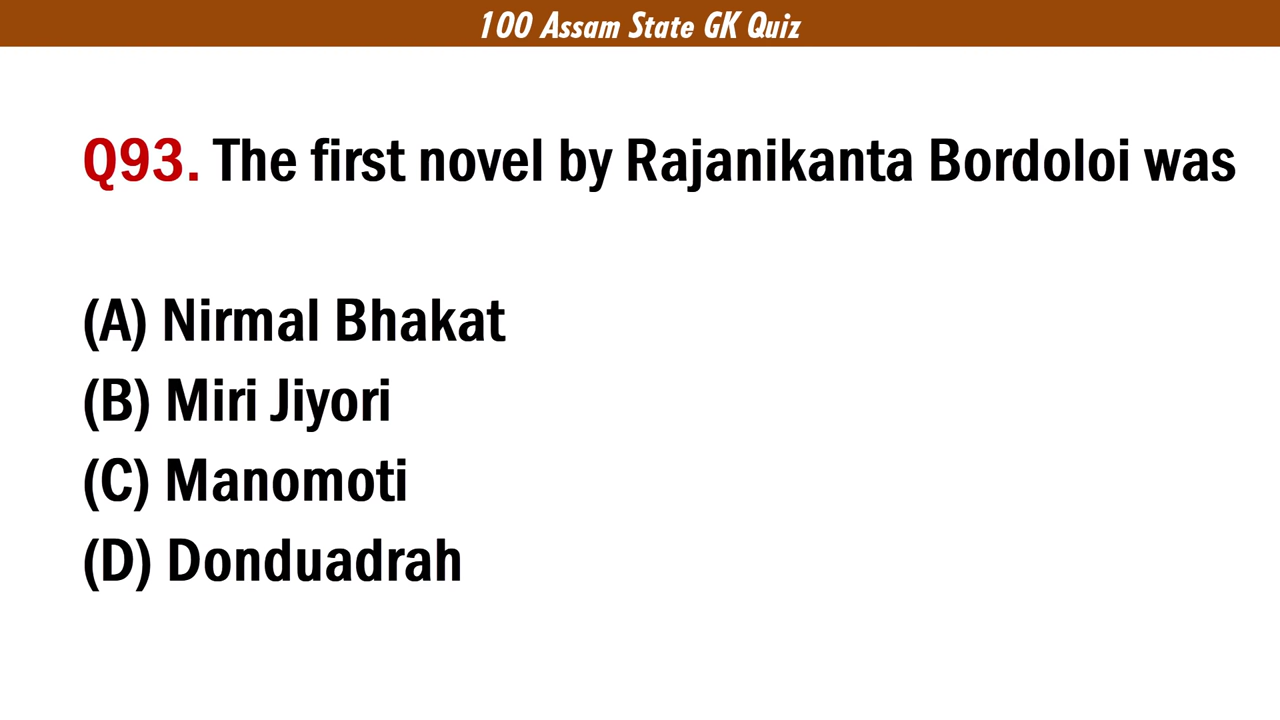 100 Assam State GK Quiz
Q93. The first novel by Rajanikanta Bordoloi was
(A) Nirmal Bhakat
(B) Miri Jiyori
(C) Manomoti
(D) Donduadrah